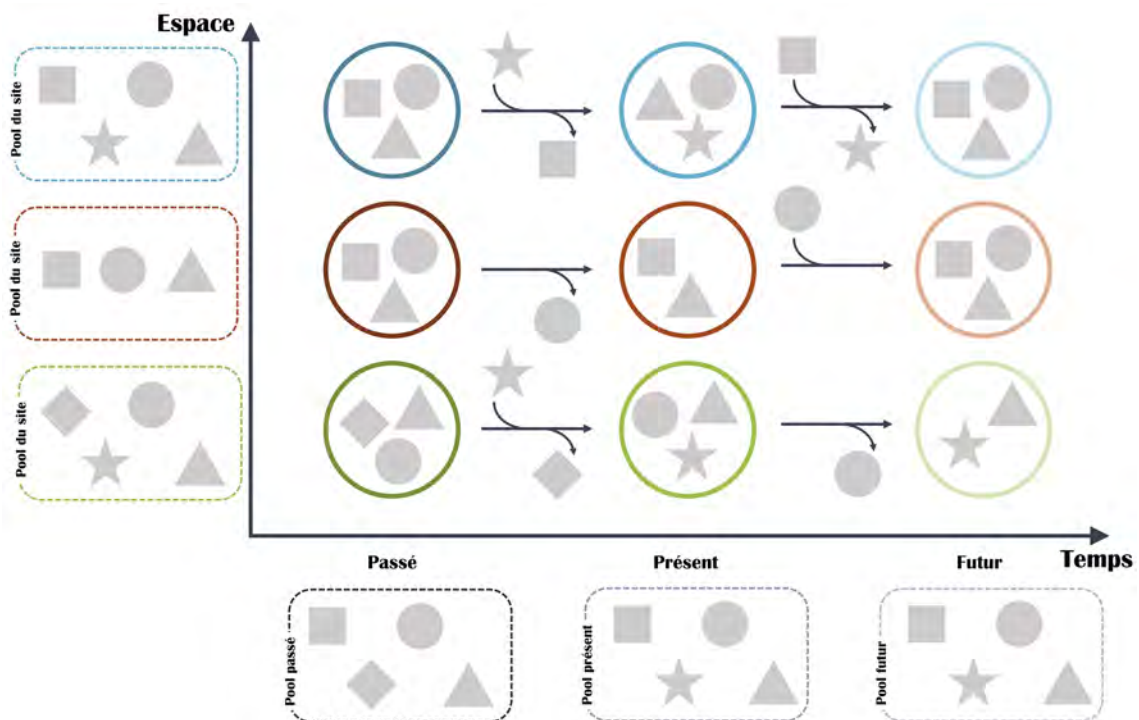 Espace
Pool du site
Pool du site
Pool du site
Passé
Présent
Futur
Temps
Pool passé
Pool présent
Pool futur